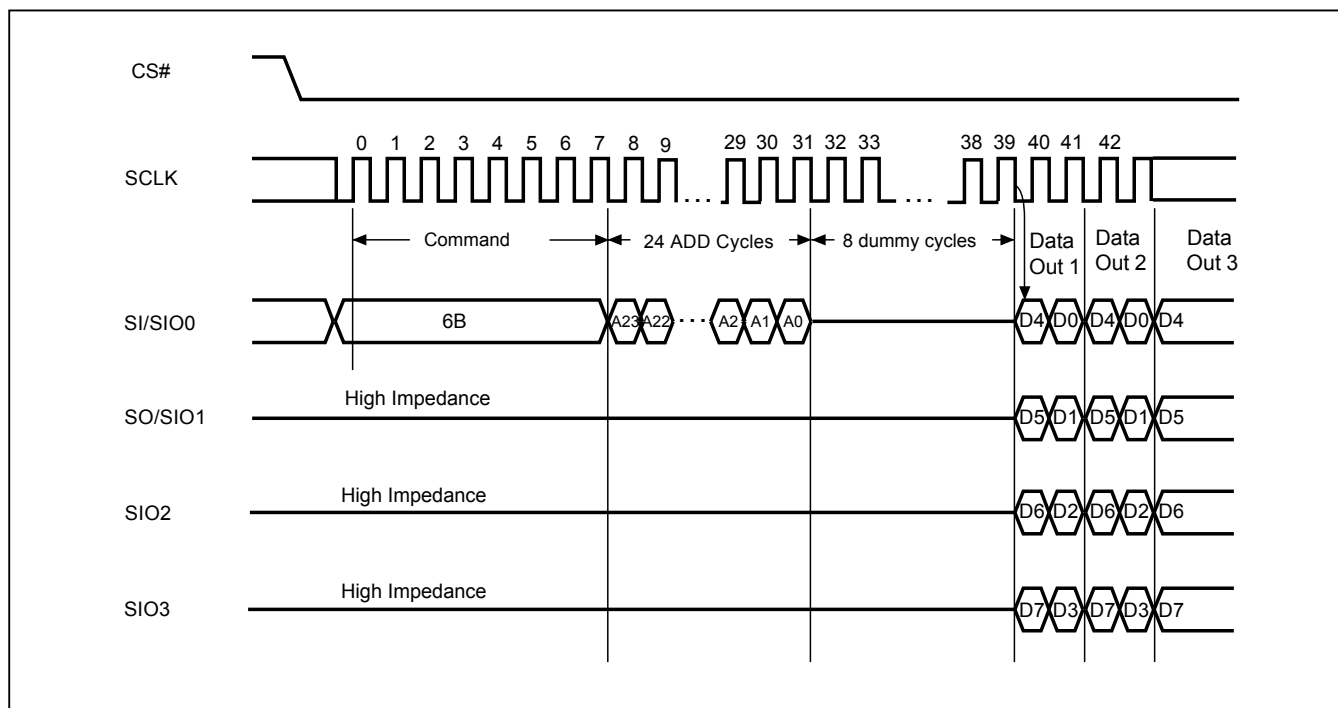 CS#
0 1 2 3 4 5 6 7 8 9 29 30 31 32 33 38 39 40 41 42
SCLK
Command 24 ADD Cycles 8 dummy cycles Data Out 1 Data Out 2 Data Out 3
SI/SIO0 6B A23 A22 A2 A1 A0 D4 D0 D4 D0 D4
High Impedance
SO/SIO1 D5 D1 D5 D1 D5
High Impedance
SIO2 D6 D2 D6 D2 D6
High Impedance
SIO3 D7 D3 D7 D3 D7